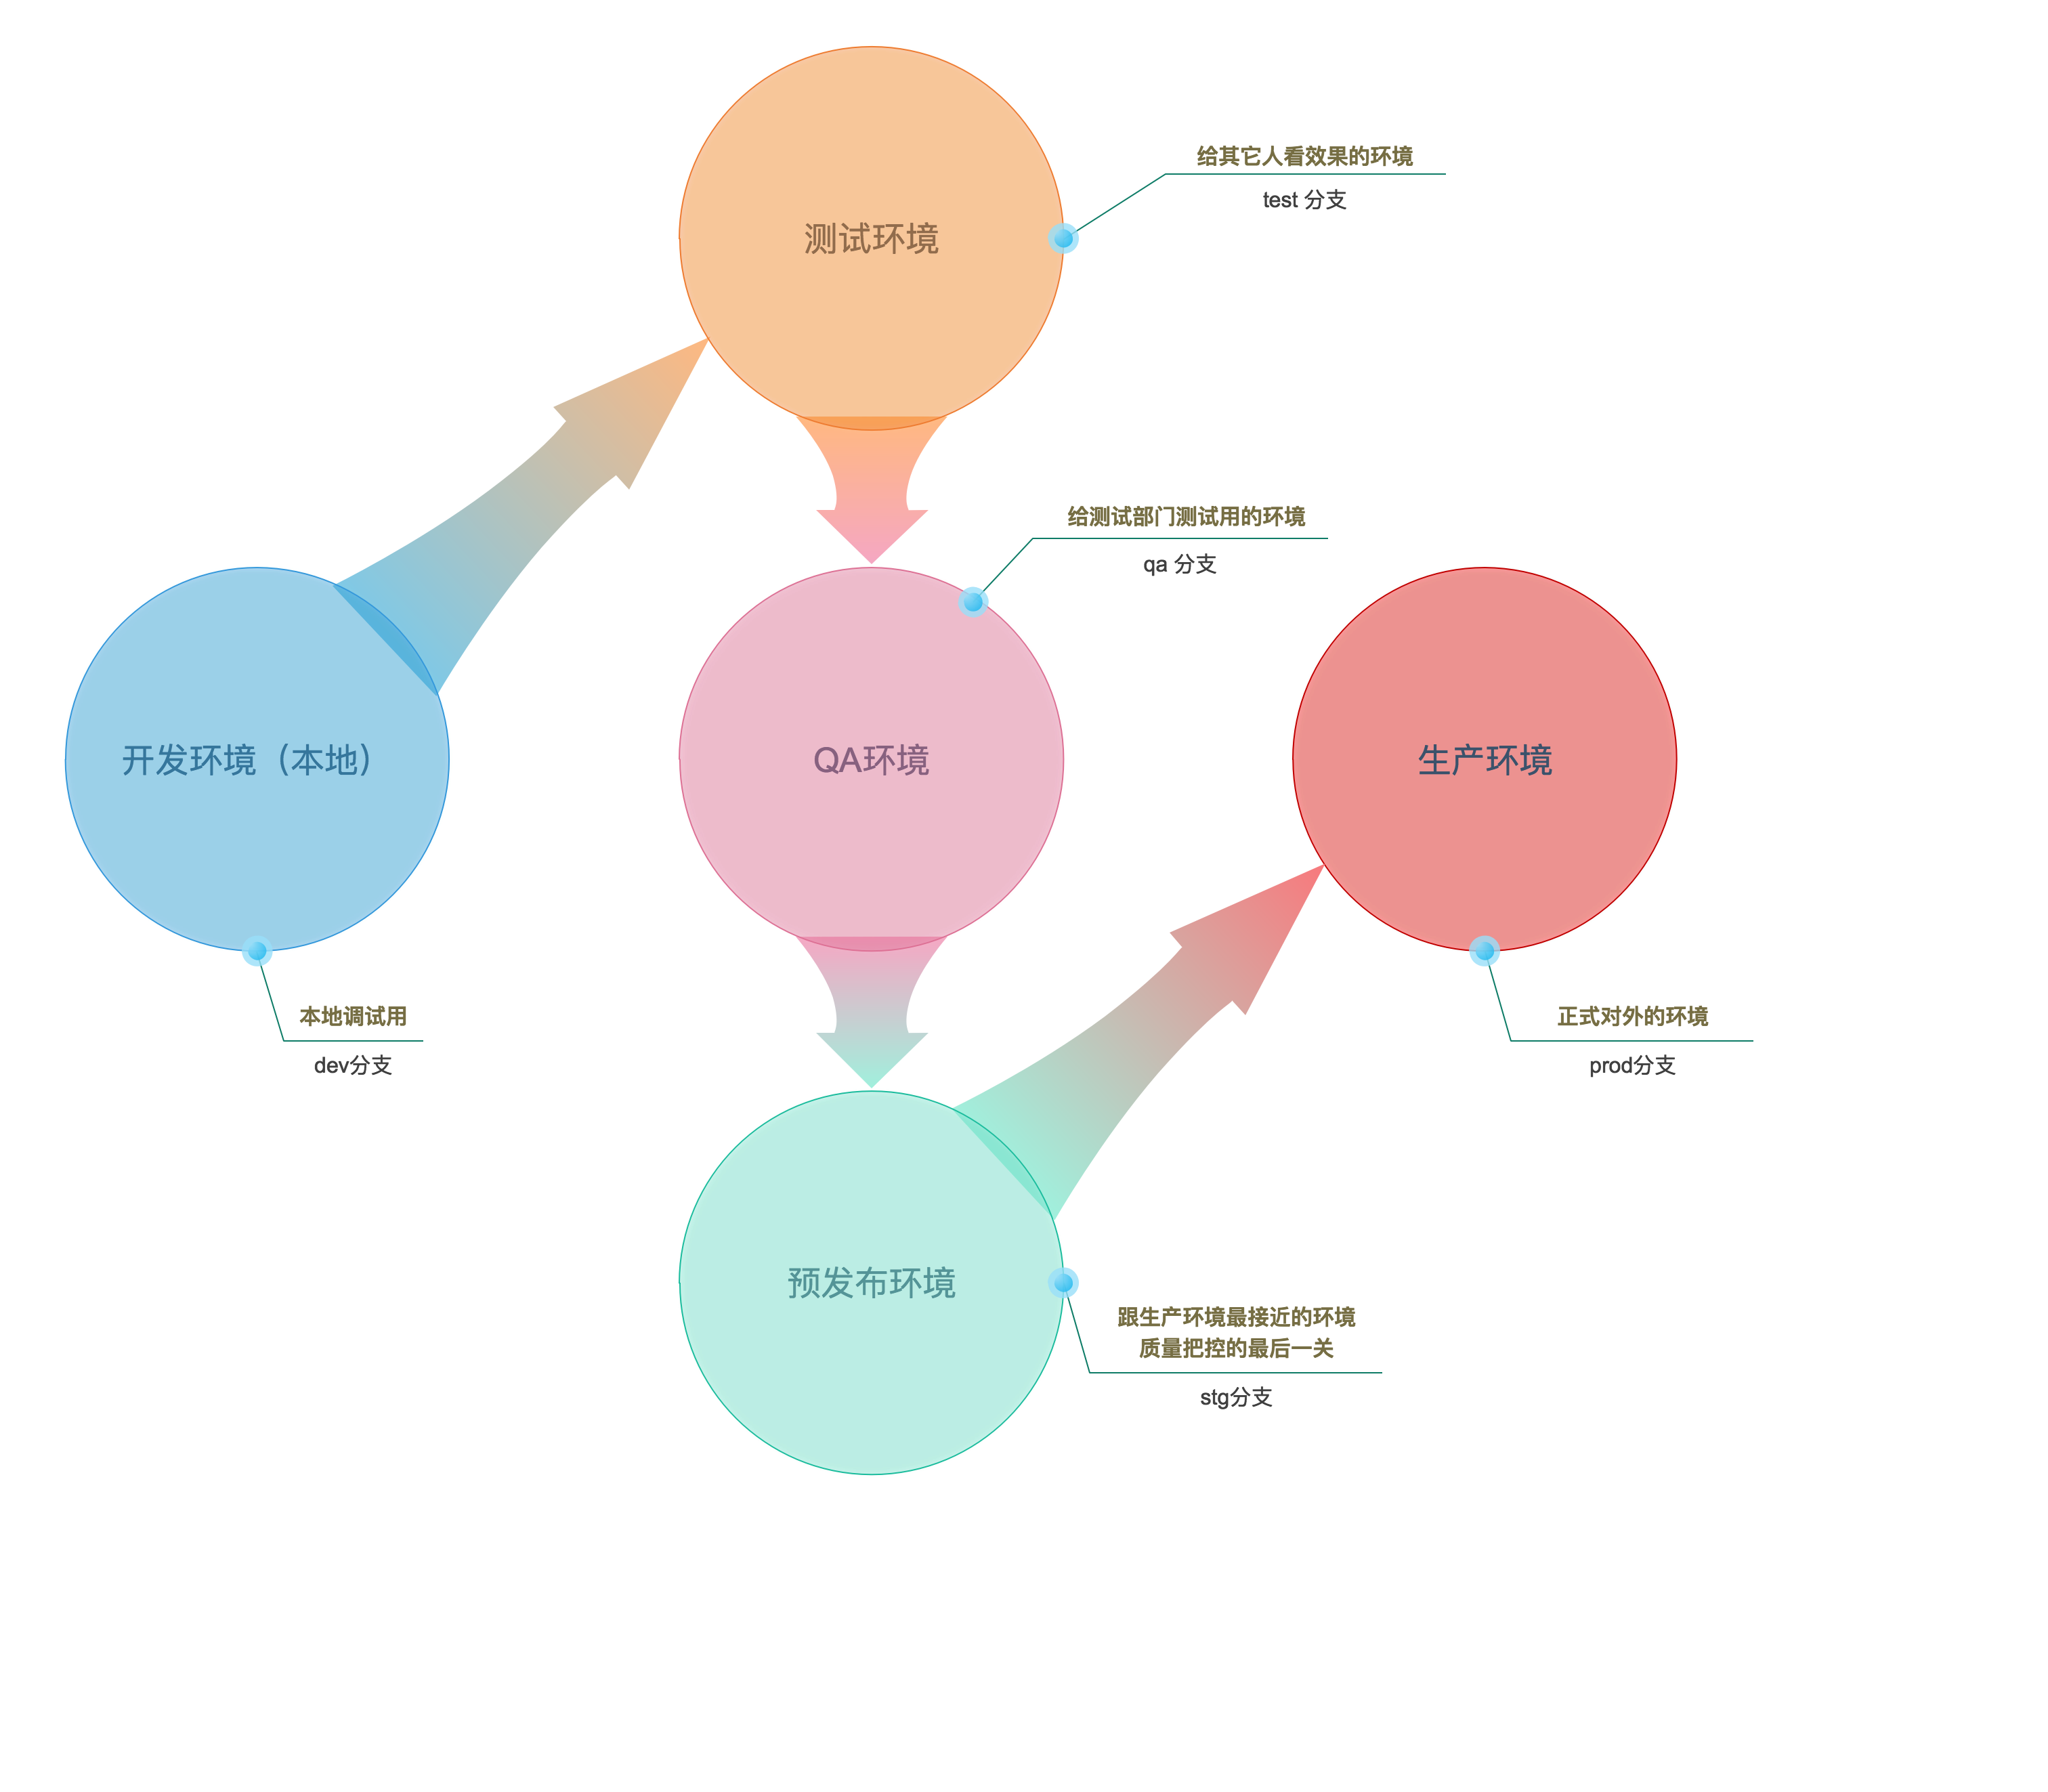 测试环境
给其它人看效果的环境
test 分支
给测试部门测试用的环境
qa 分支
开发环境（本地）
QA环境
生产环境
本地调试用
dev分支
正式对外的环境
prod分支
预发布环境
跟生产环境最接近的环境
质量把控的最后一关
stg分支